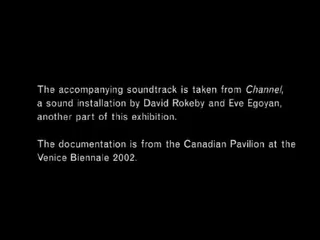 The accompanying soundtrack is taken from Channel,
a sound installation by David Rokeby and Eve Egoyan,
another part of this exhibition.
The documentation is from the Canadian Pavilion at the
Venice Biennale 2002.